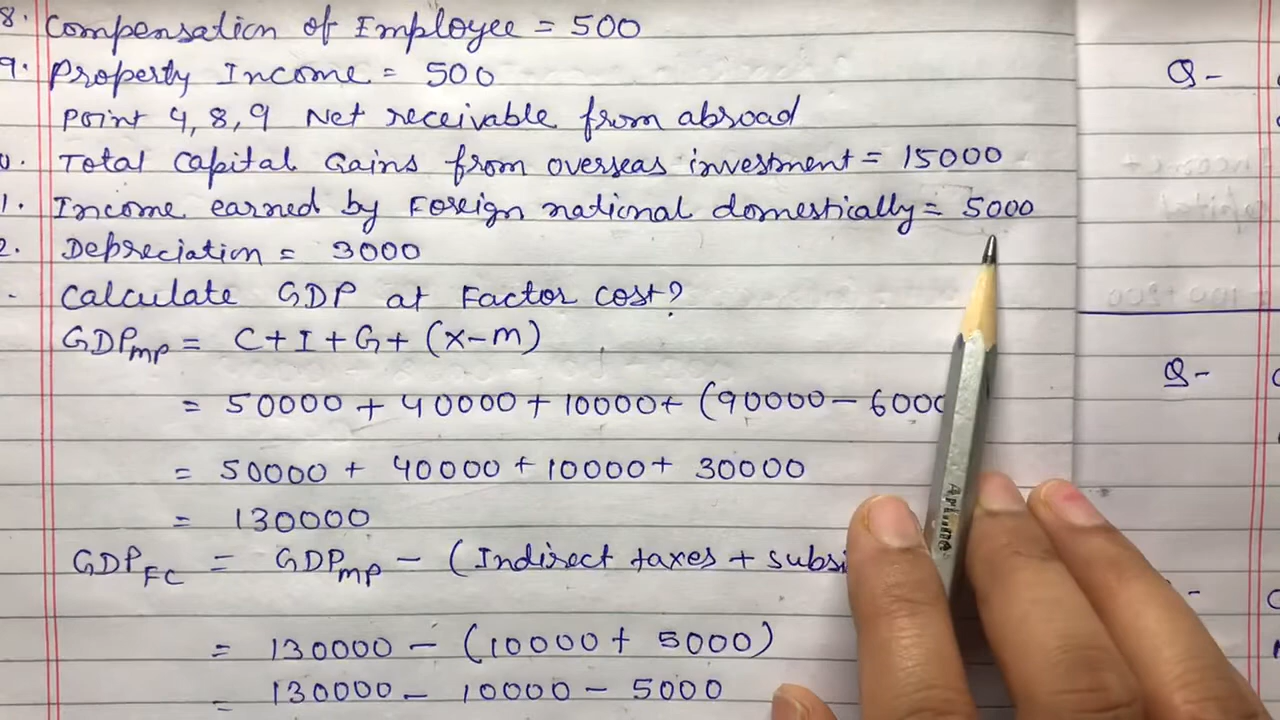 8. Compensation of Employee = 500
9. Property Income = 500
Point 4, 8, 9 Net receivable from abroad
0. Total Capital Gains from overseas investment = 15000
1. Income earned by Foreign national domestically = 5000
2. Depreciation = 3000
- Calculate GDP at Factor cost?
GDPMP = C+I+G+ (X-M)
= 50000 + 40000 + 10000 + (90000 - 6000
= 50000 + 40000 + 10000 + 30000
= 130000
GDPFC = GDPMP - (Indirect taxes + subsi
= 130000 - (10000 + 5000)
= 130000 - 10000 - 5000
Q-
Q-